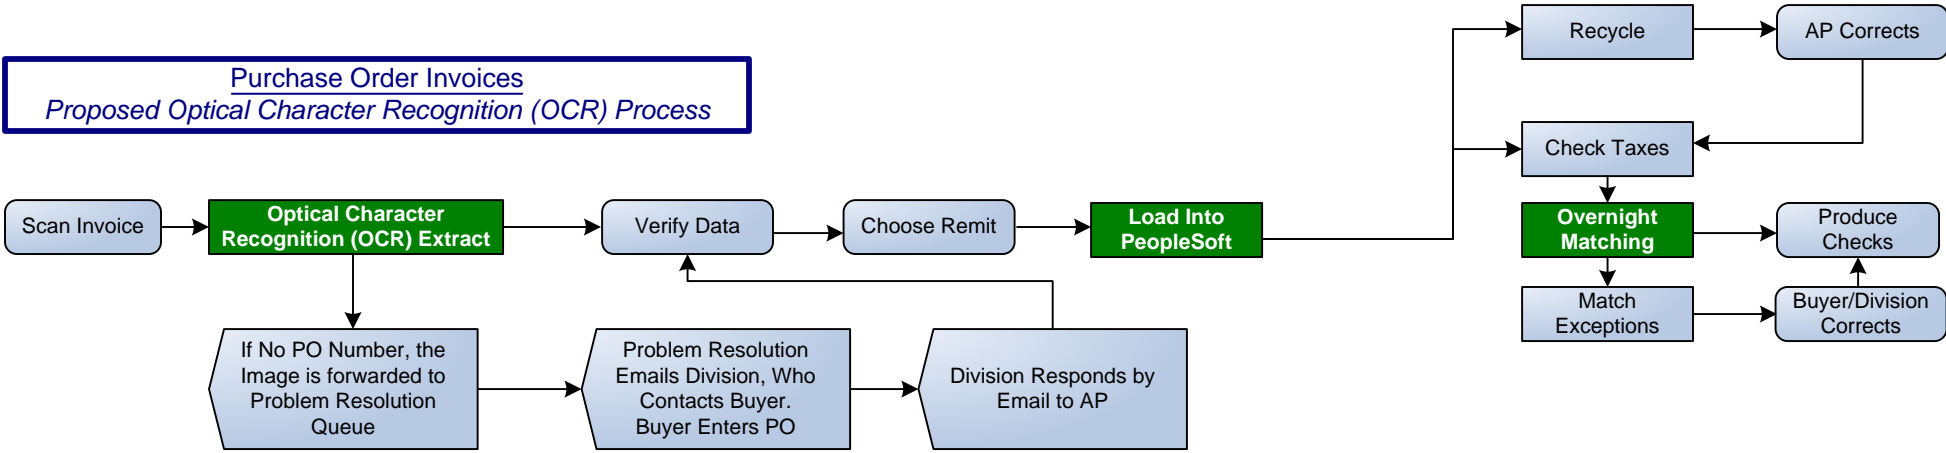 Purchase Order Invoices
Proposed Optical Character Recognition (OCR) Process
Recycle
AP Corrects
Check Taxes
Scan Invoice
Optical Character
Recognition (OCR) Extract
Verify Data
Choose Remit
Load Into
PeopleSoft
Overnight
Matching
Produce
Checks
Match
Exceptions
Buyer/Division
Corrects
If No PO Number, the
Image is forwarded to
Problem Resolution
Queue
Problem Resolution
Emails Division, Who
Contacts Buyer.
Buyer Enters PO
Division Responds by
Email to AP